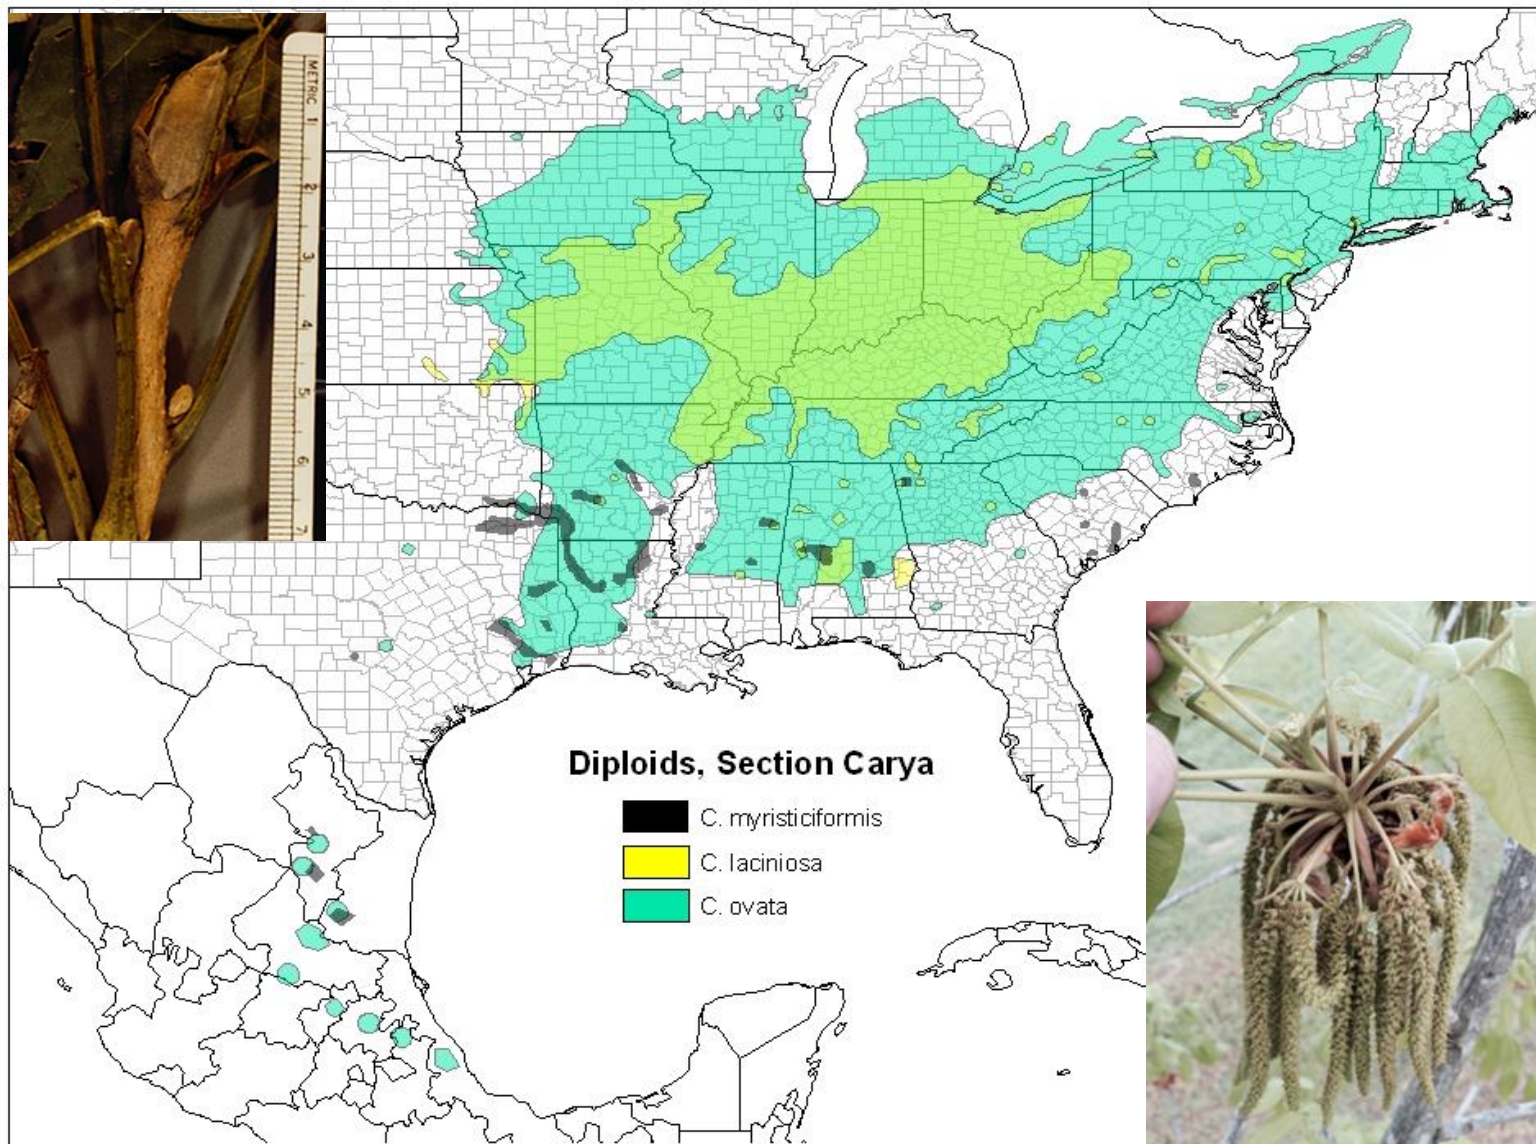 METRIC 1
2
3
4
5
6
7
Diploids, Section Carya
C. myristiciformis
C. laciniosa
C. ovata